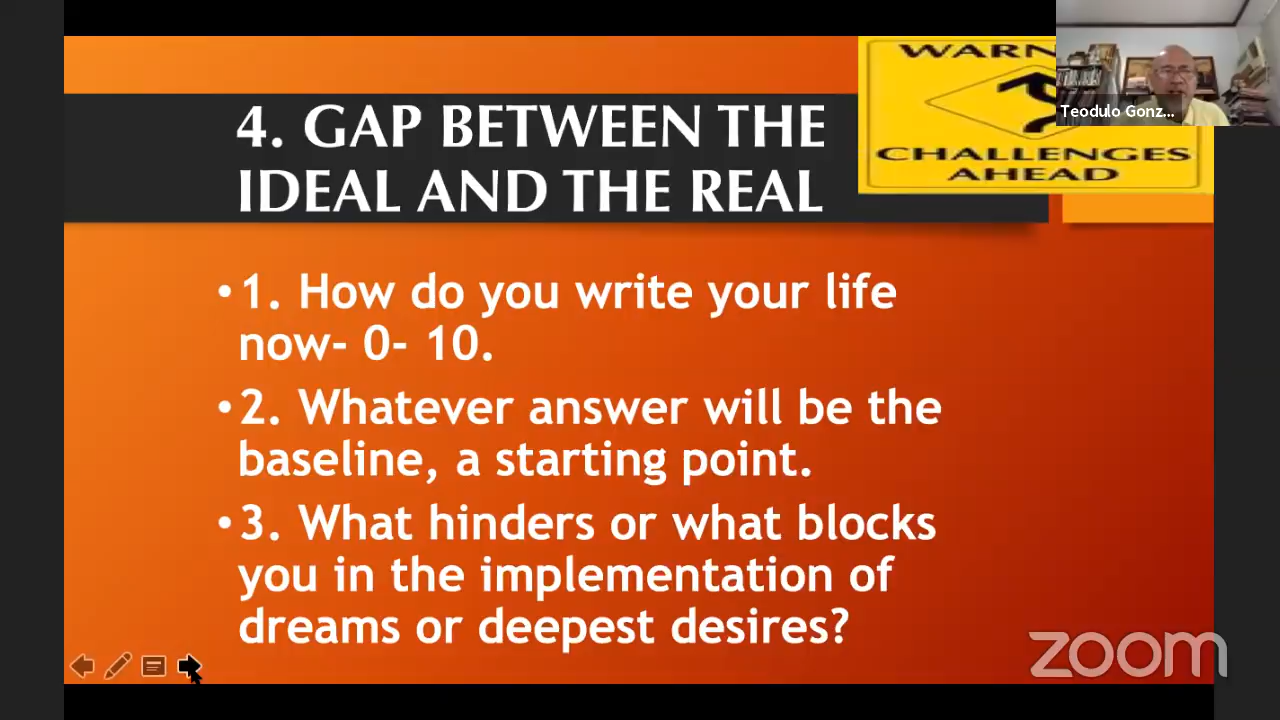 WARN
Teodulo Gonz...
CHALLENGES
AHEAD
4. GAP BETWEEN THE
IDEAL AND THE REAL
•1. How do you write your life
now- 0- 10.
•2. Whatever answer will be the
baseline, a starting point.
•3. What hinders or what blocks
you in the implementation of
dreams or deepest desires?
zoom